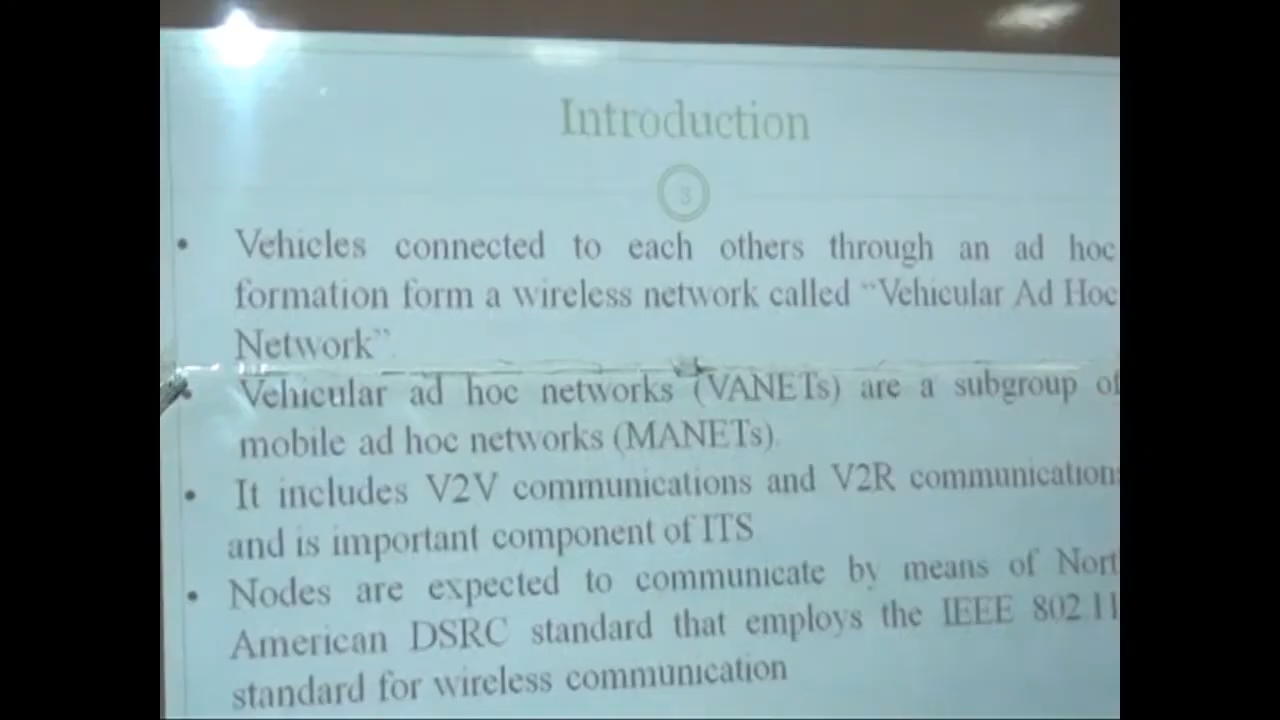 Introduction
3
• Vehicles connected to each others through an ad hoc
formation form a wireless network called "Vehicular Ad Hoc
Network"
• Vehicular ad hoc networks (VANETs) are a subgroup of
mobile ad hoc networks (MANETs).
• It includes V2V communications and V2R communications
and is important component of ITS
• Nodes are expected to communicate by means of Nort
American DSRC standard that employs the IEEE 802.11
standard for wireless communication